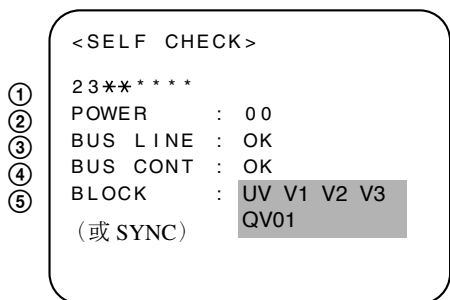 <SELF CHECK>
① 23******
② POWER : 00
③ BUS LINE : OK
④ BUS CONT : OK
⑤ BLOCK : UV V1 V2 V3
(或 SYNC) QV01